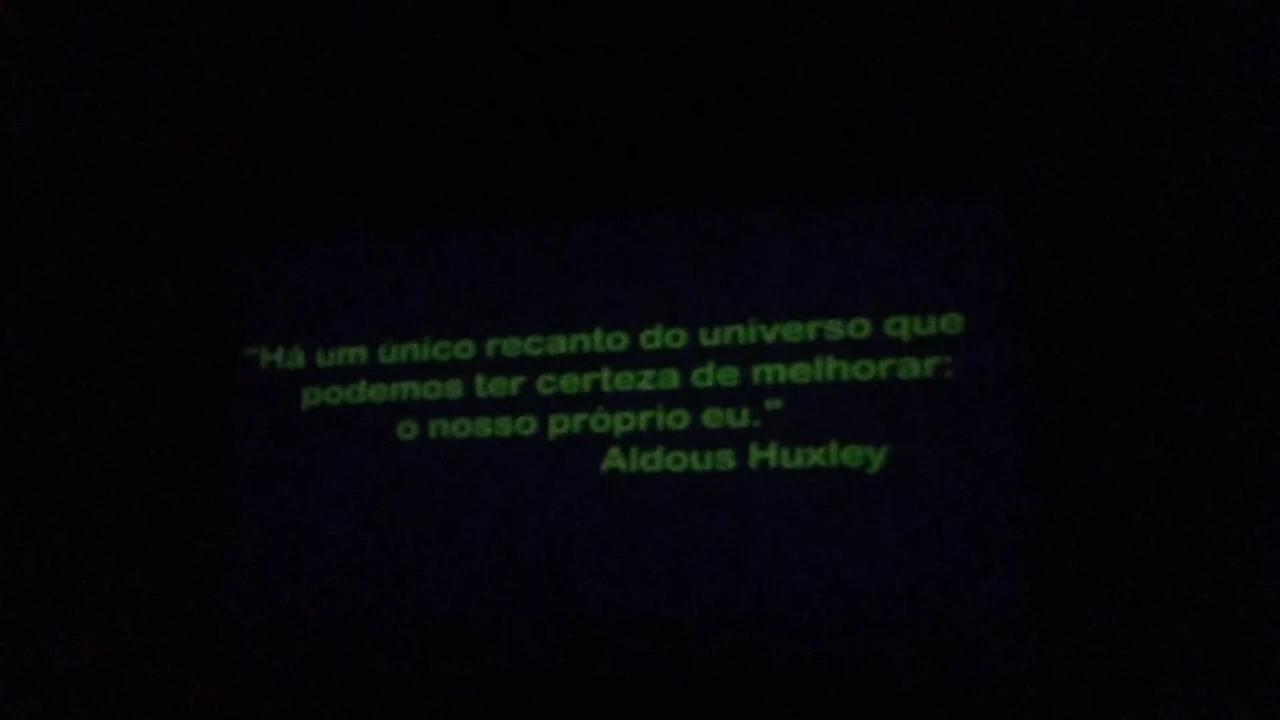 "Há um único recanto do universo que
podemos ter certeza de melhorar:
o nosso próprio eu."
Aldous Huxley